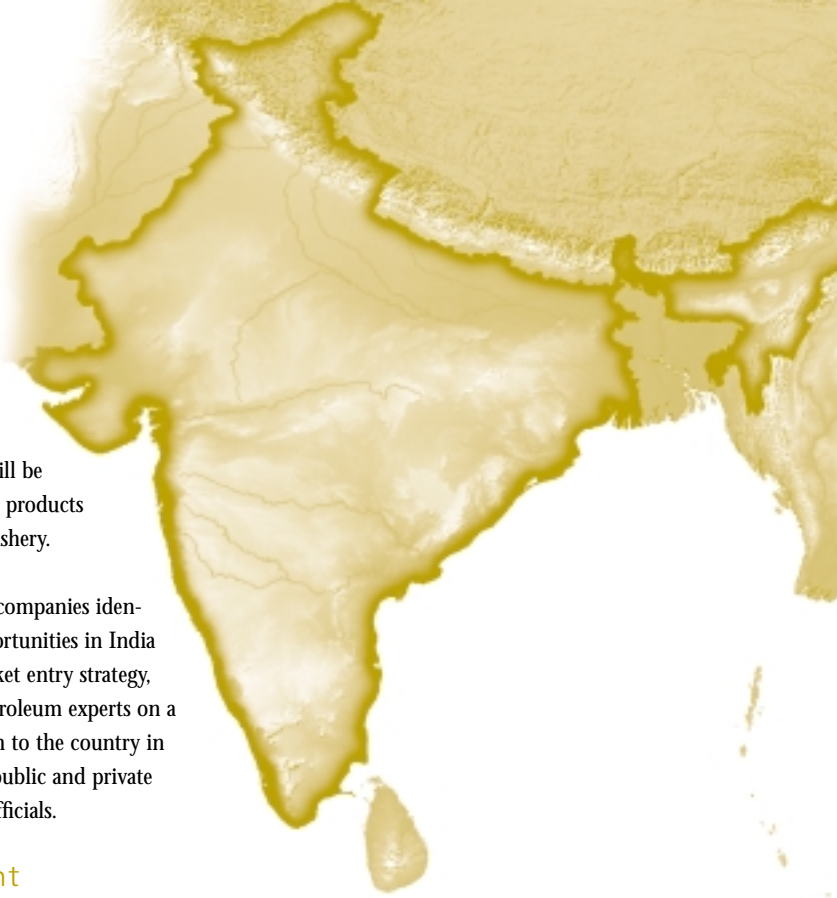 ill be
products
shery.
companies iden-
ortunities in India
ket entry strategy,
roleum experts on a
n to the country in
public and private
fficials.
nt